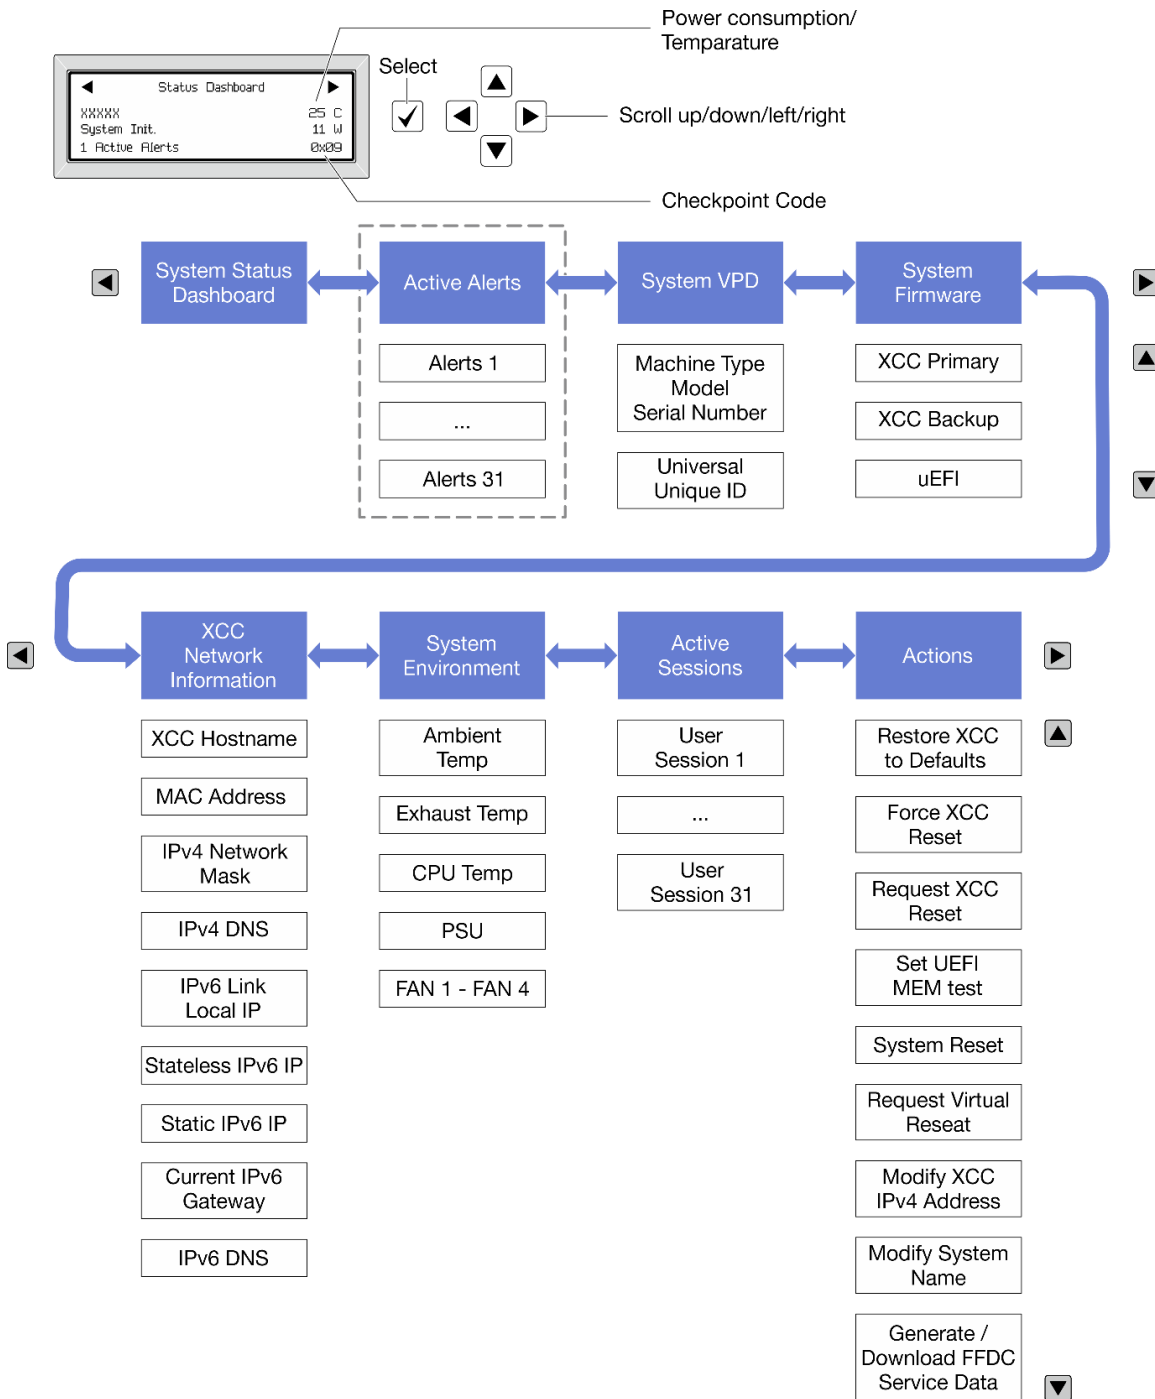 Power consumption/
Temparature
Select
Scroll up/down/left/right
Status Dashboard
XXXXX 25 C
System Init. 11 W
1 Active Alerts 0x09
Checkpoint Code
System Status
Dashboard
Active Alerts
System VPD
System
Firmware
Alerts 1
...
Alerts 31
Machine Type
Model
Serial Number
Universal
Unique ID
XCC Primary
XCC Backup
uEFI
XCC
Network
Information
System
Environment
Active
Sessions
Actions
XCC Hostname
MAC Address
IPv4 Network
Mask
IPv4 DNS
IPv6 Link
Local IP
Stateless IPv6 IP
Static IPv6 IP
Current IPv6
Gateway
IPv6 DNS
Ambient
Temp
Exhaust Temp
CPU Temp
PSU
FAN 1 - FAN 4
User
Session 1
...
User
Session 31
Restore XCC
to Defaults
Force XCC
Reset
Request XCC
Reset
Set UEFI
MEM test
System Reset
Request Virtual
Reseat
Modify XCC
IPv4 Address
Modify System
Name
Generate /
Download FFDC
Service Data